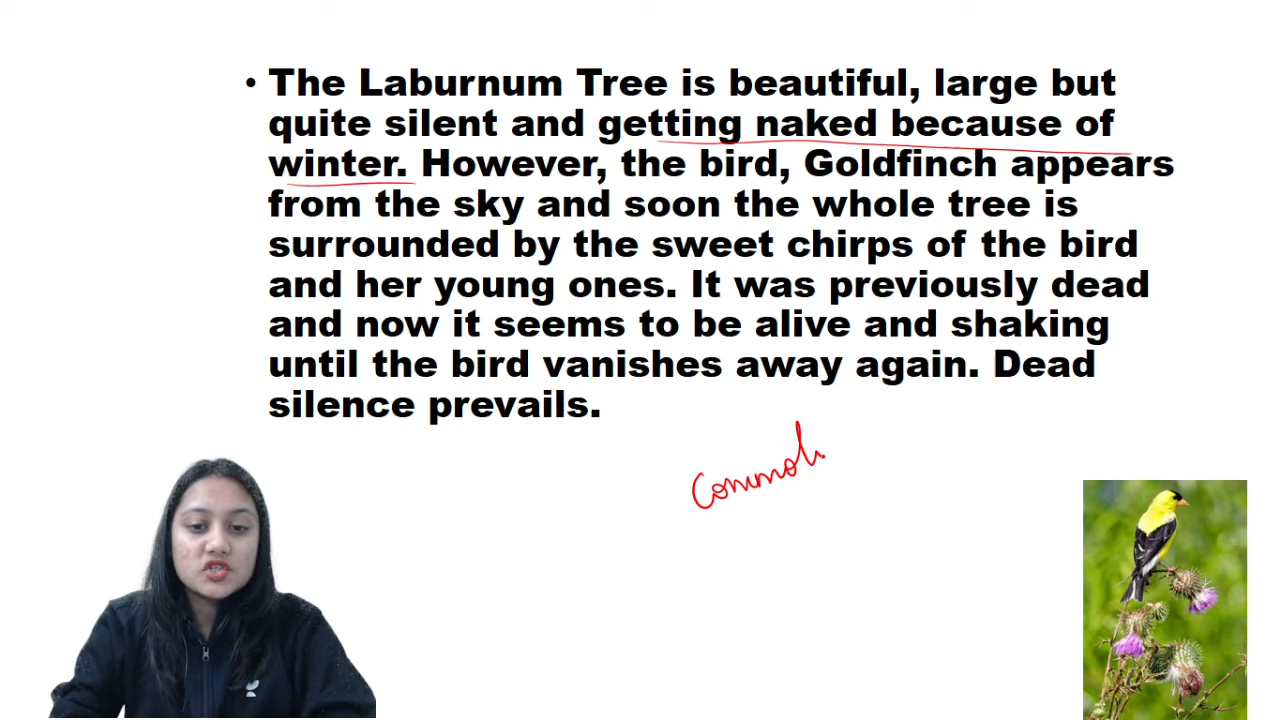 • The Laburnum Tree is beautiful, large but
quite silent and getting naked because of
winter. However, the bird, Goldfinch appears
from the sky and soon the whole tree is
surrounded by the sweet chirps of the bird
and her young ones. It was previously dead
and now it seems to be alive and shaking
until the bird vanishes away again. Dead
silence prevails.